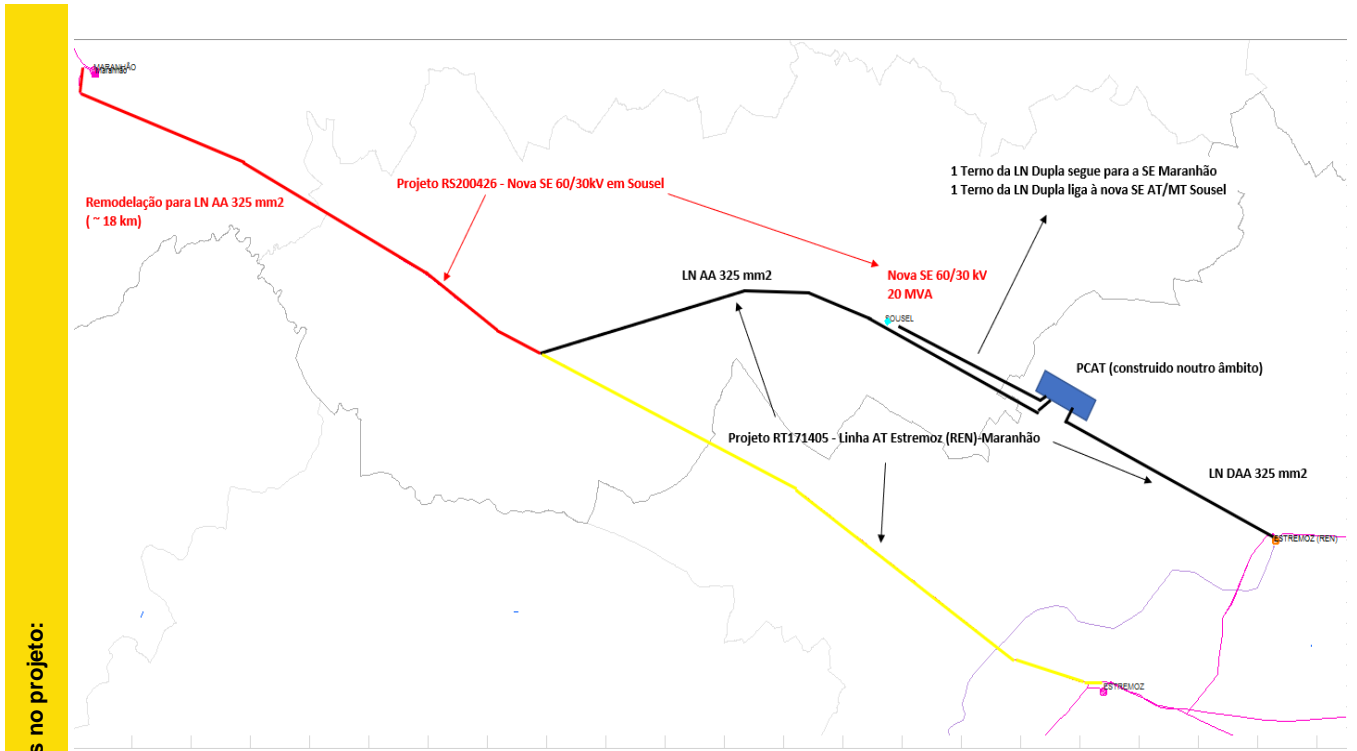 MARANHÃO
Maranhão
Remodelação para LN AA 325 mm2
( ~ 18 km)
Projeto RS200426 - Nova SE 60/30kV em Sousel
1 Terno da LN Dupla segue para a SE Maranhão
1 Terno da LN Dupla liga à nova SE AT/MT Sousel
LN AA 325 mm2
Nova SE 60/30 kV
20 MVA
SOUSEL
PCAT (construido noutro âmbito)
Projeto RT171405 - Linha AT Estremoz (REN)-Maranhão
LN DAA 325 mm2
ESTREMOZ (REN)
ESTREMOZ
s no projeto: